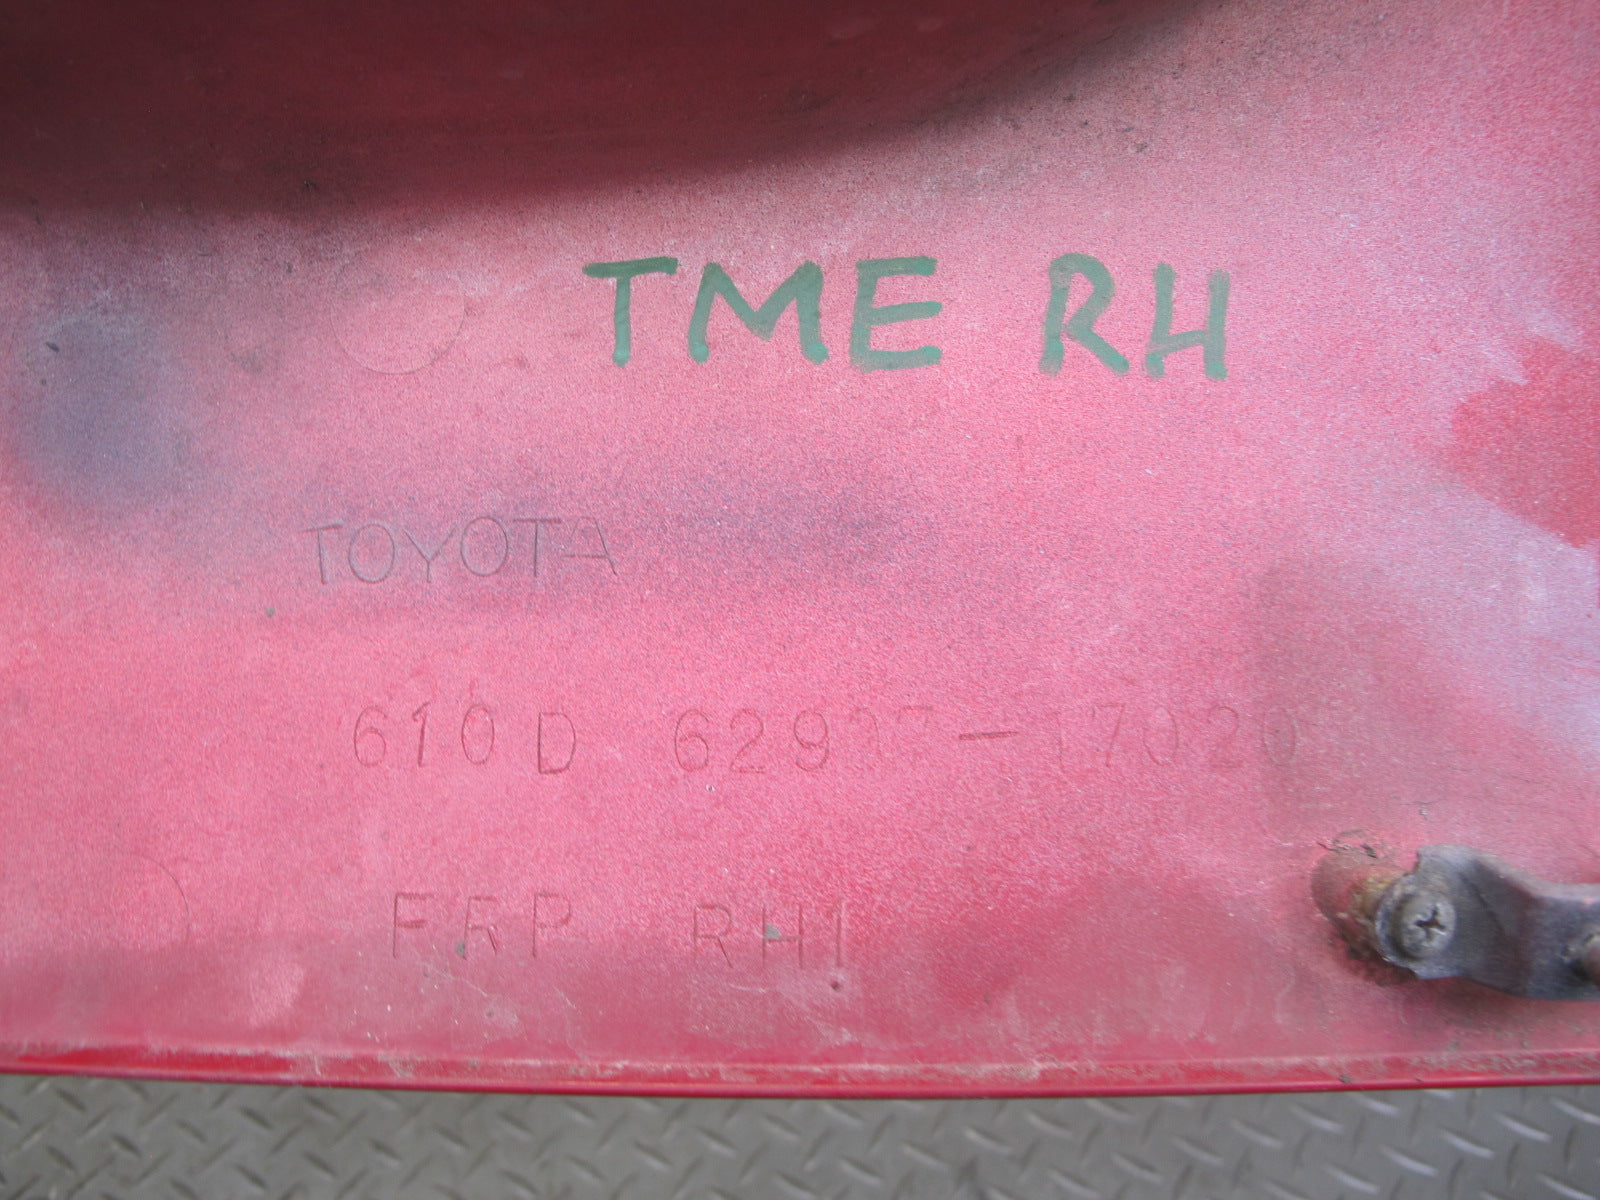 TME RH
TOYOTA
610D
FRP RH1